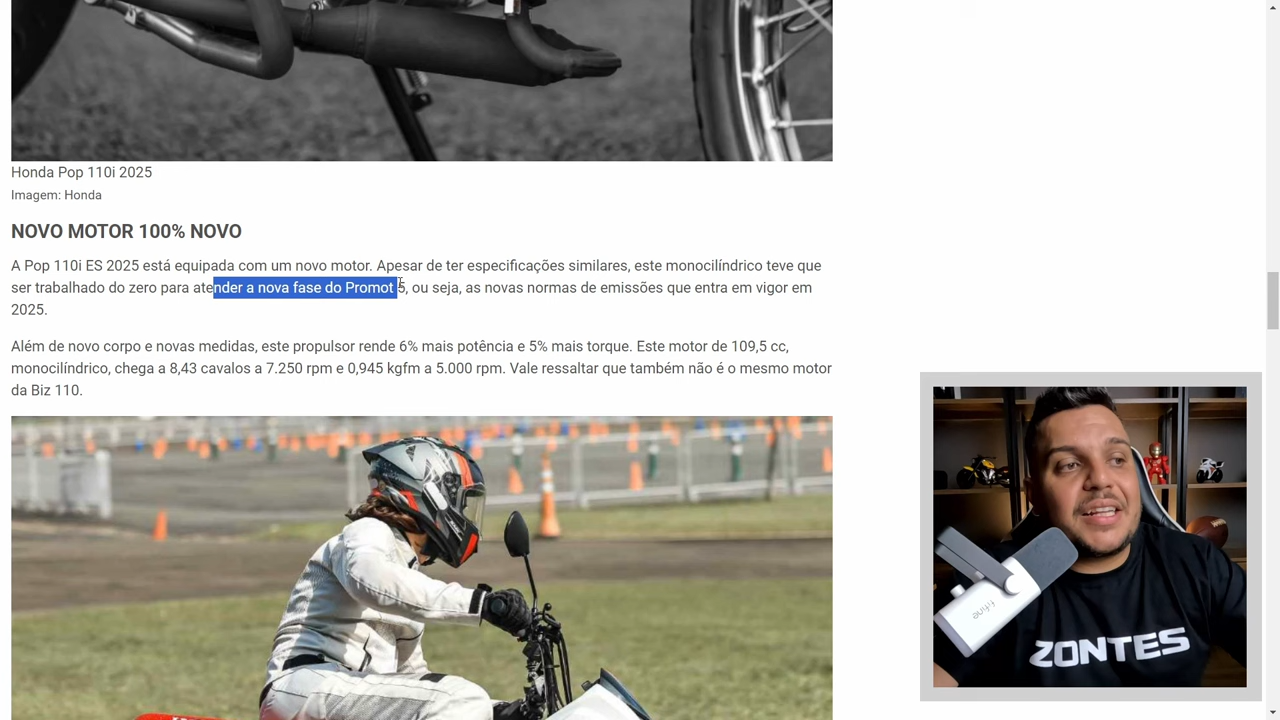 Honda Pop 110i 2025
Imagem: Honda
NOVO MOTOR 100% NOVO
A Pop 110i ES 2025 está equipada com um novo motor. Apesar de ter especificações similares, este monocilíndrico teve que
ser trabalhado do zero para atender a nova fase do Promot 5, ou seja, as novas normas de emissões que entra em vigor em
2025.
Além de novo corpo e novas medidas, este propulsor rende 6% mais potência e 5% mais torque. Este motor de 109,5 cc,
monocilíndrico, chega a 8,43 cavalos a 7.250 rpm e 0,945 kgfm a 5.000 rpm. Vale ressaltar que também não é o mesmo motor
da Biz 110.
fifine
ZONTES